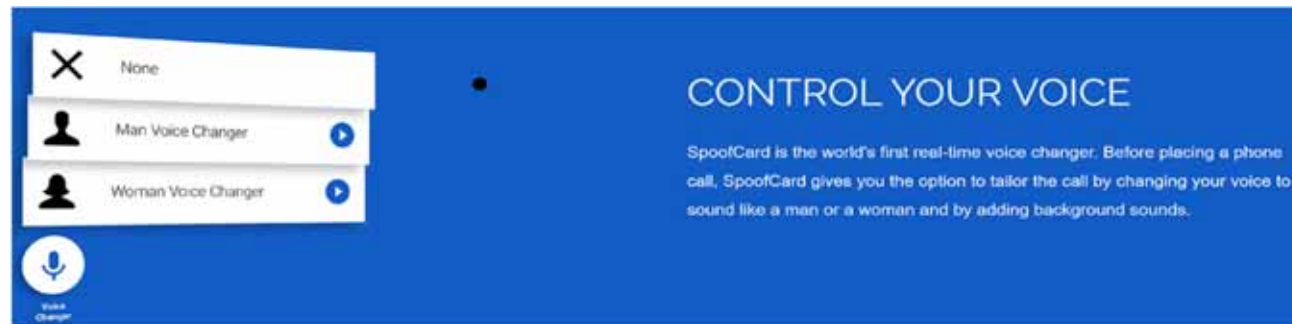 None
Man Voice Changer
Woman Voice Changer
Voice
Changer
CONTROL YOUR VOICE
SpoofCard is the world's first real-time voice changer. Before placing a phone
call, SpoofCard gives you the option to tailor the call by changing your voice to
sound like a man or a woman and by adding background sounds.